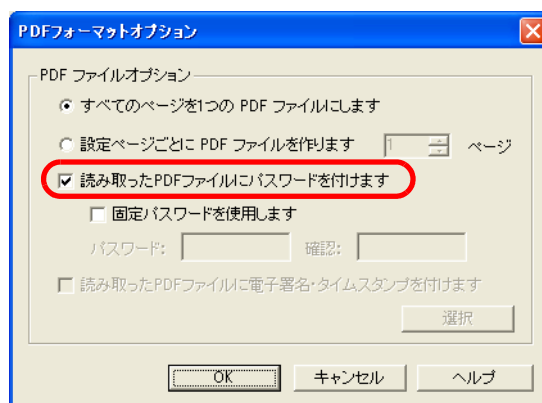 PDFフォーマットオプション
PDF ファイルオプション
すべてのページを1つの PDF ファイルにします
設定ページごとに PDF ファイルを作ります 1 ページ
読み取ったPDFファイルにパスワードを付けます
固定パスワードを使用します
パスワード: 確認:
読み取ったPDFファイルに電子署名・タイムスタンプを付けます
選択
OK キャンセル ヘルプ